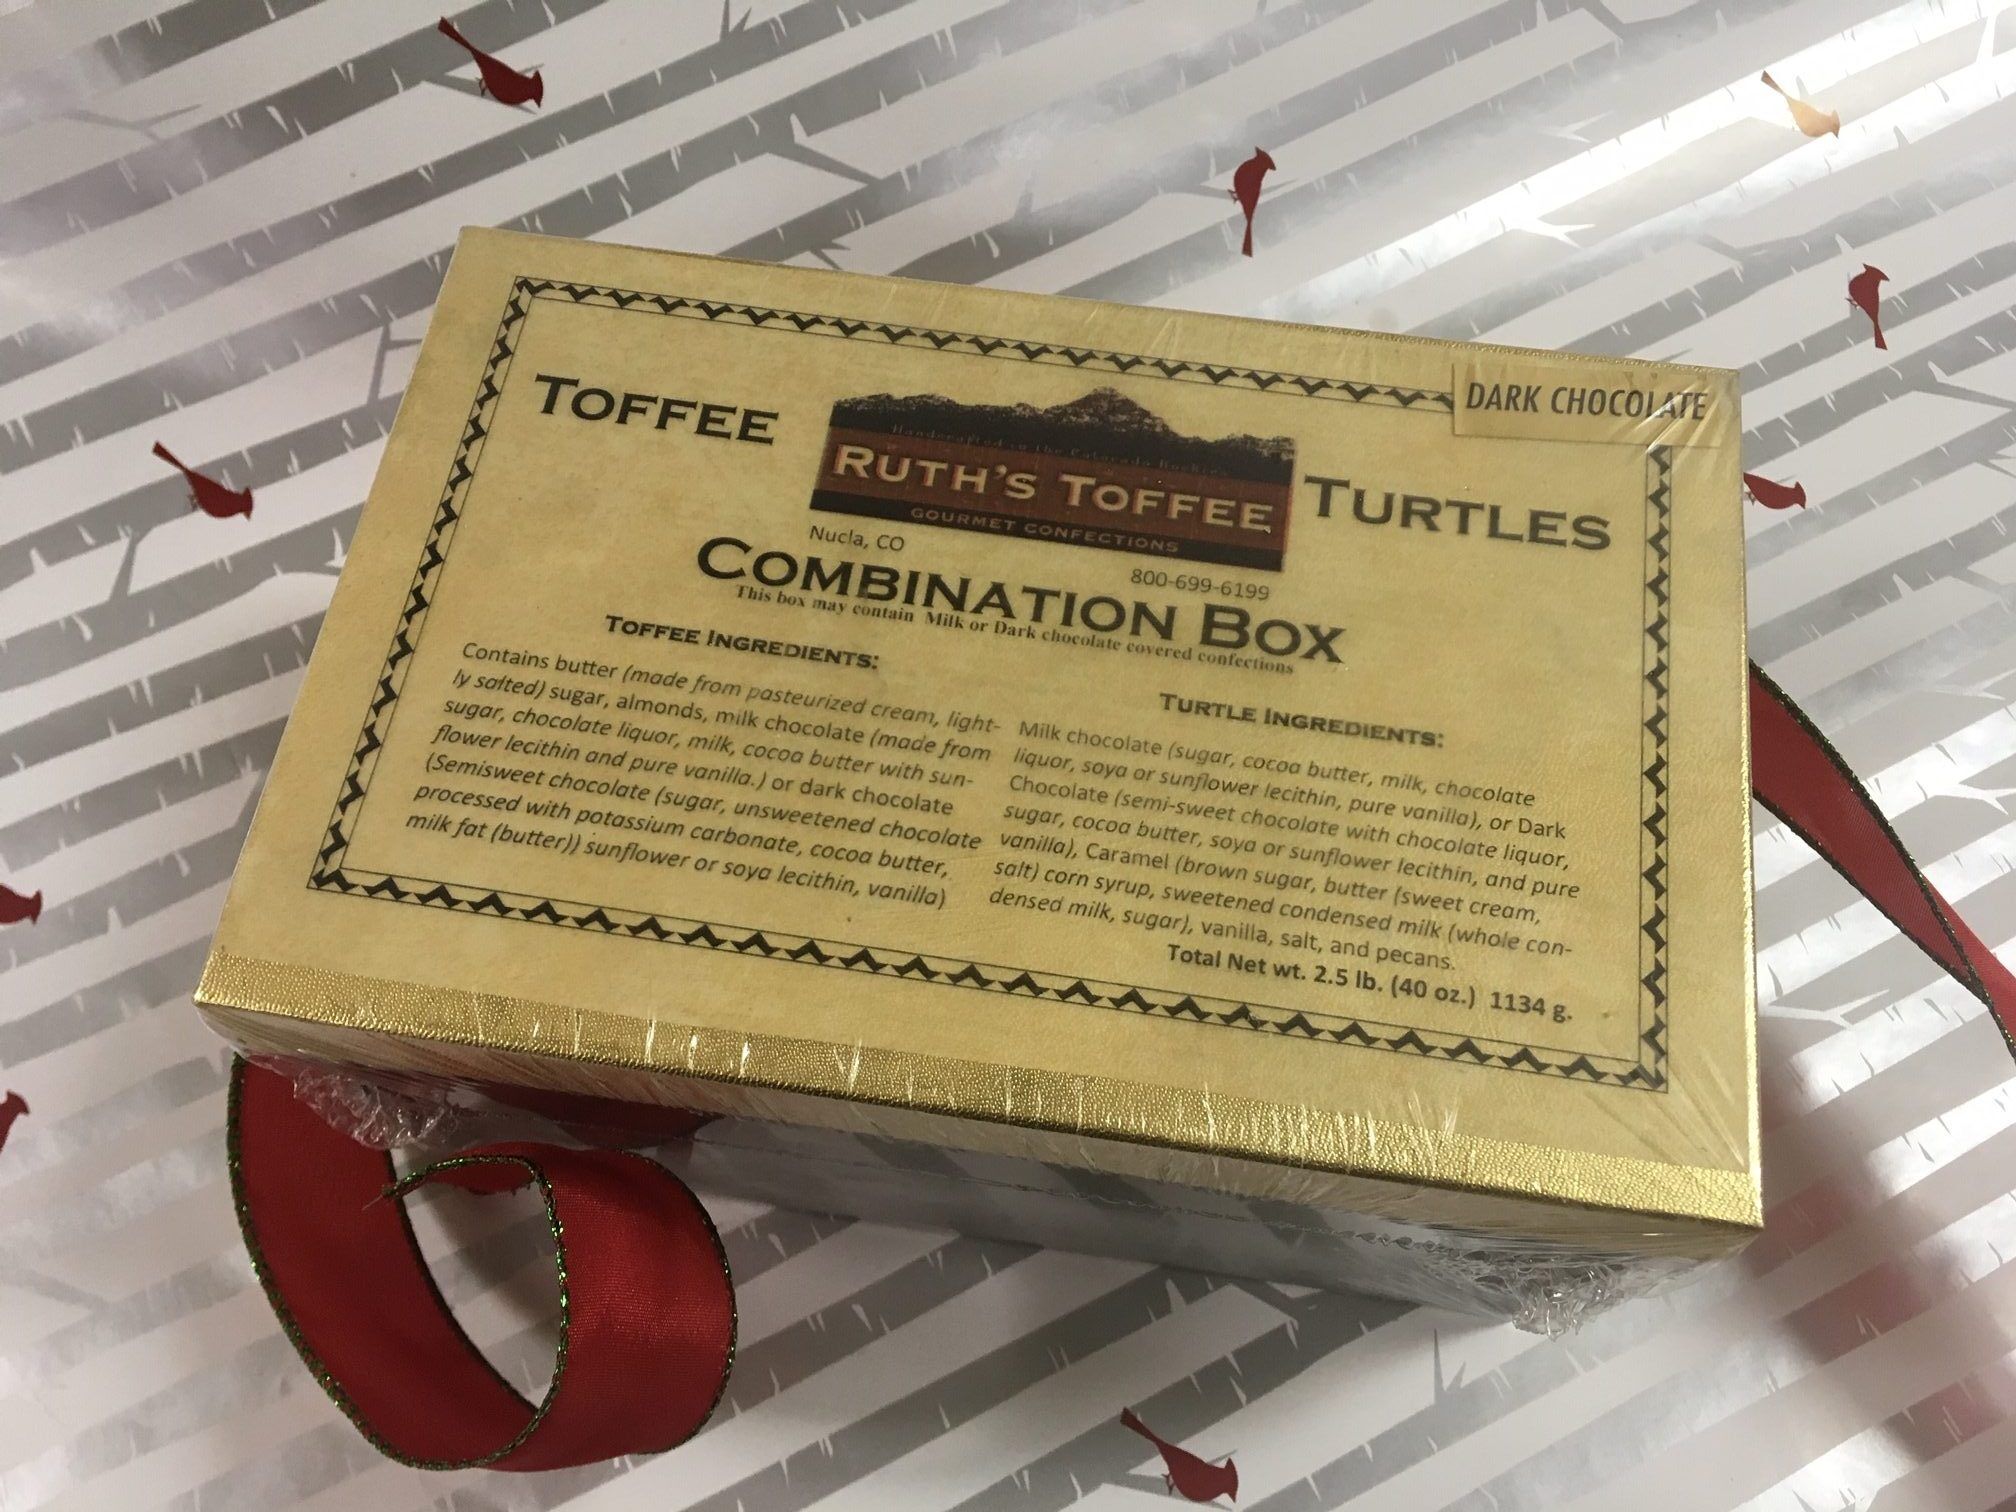 DARK CHOCOLATE
TOFFEE
Handcrafted in the Colorado Rockies
RUTH'S TOFFEE
GOURMET CONFECTIONS
TURTLES
Nucla, CO
800-699-6199
COMBINATION BOX
This box may contain Milk or Dark chocolate covered confections
TOFFEE INGREDIENTS:
Contains butter (made from pasteurized cream, light-
ly salted) sugar, almonds, milk chocolate (made from
sugar, chocolate liquor, milk, cocoa butter with sun-
flower lecithin and pure vanilla.) or dark chocolate
(Semisweet chocolate (sugar, unsweetened chocolate
processed with potassium carbonate, cocoa butter,
milk fat (butter)) sunflower or soya lecithin, vanilla)
TURTLE INGREDIENTS:
Milk chocolate (sugar, cocoa butter, milk, chocolate
liquor, soya or sunflower lecithin, pure vanilla), or Dark
Chocolate (semi-sweet chocolate with chocolate liquor,
sugar, cocoa butter, soya or sunflower lecithin, and pure
vanilla), Caramel (brown sugar, butter (sweet cream,
salt) corn syrup, sweetened condensed milk (whole con-
densed milk, sugar), vanilla, salt, and pecans.
Total Net wt. 2.5 lb. (40 oz.) 1134 g.